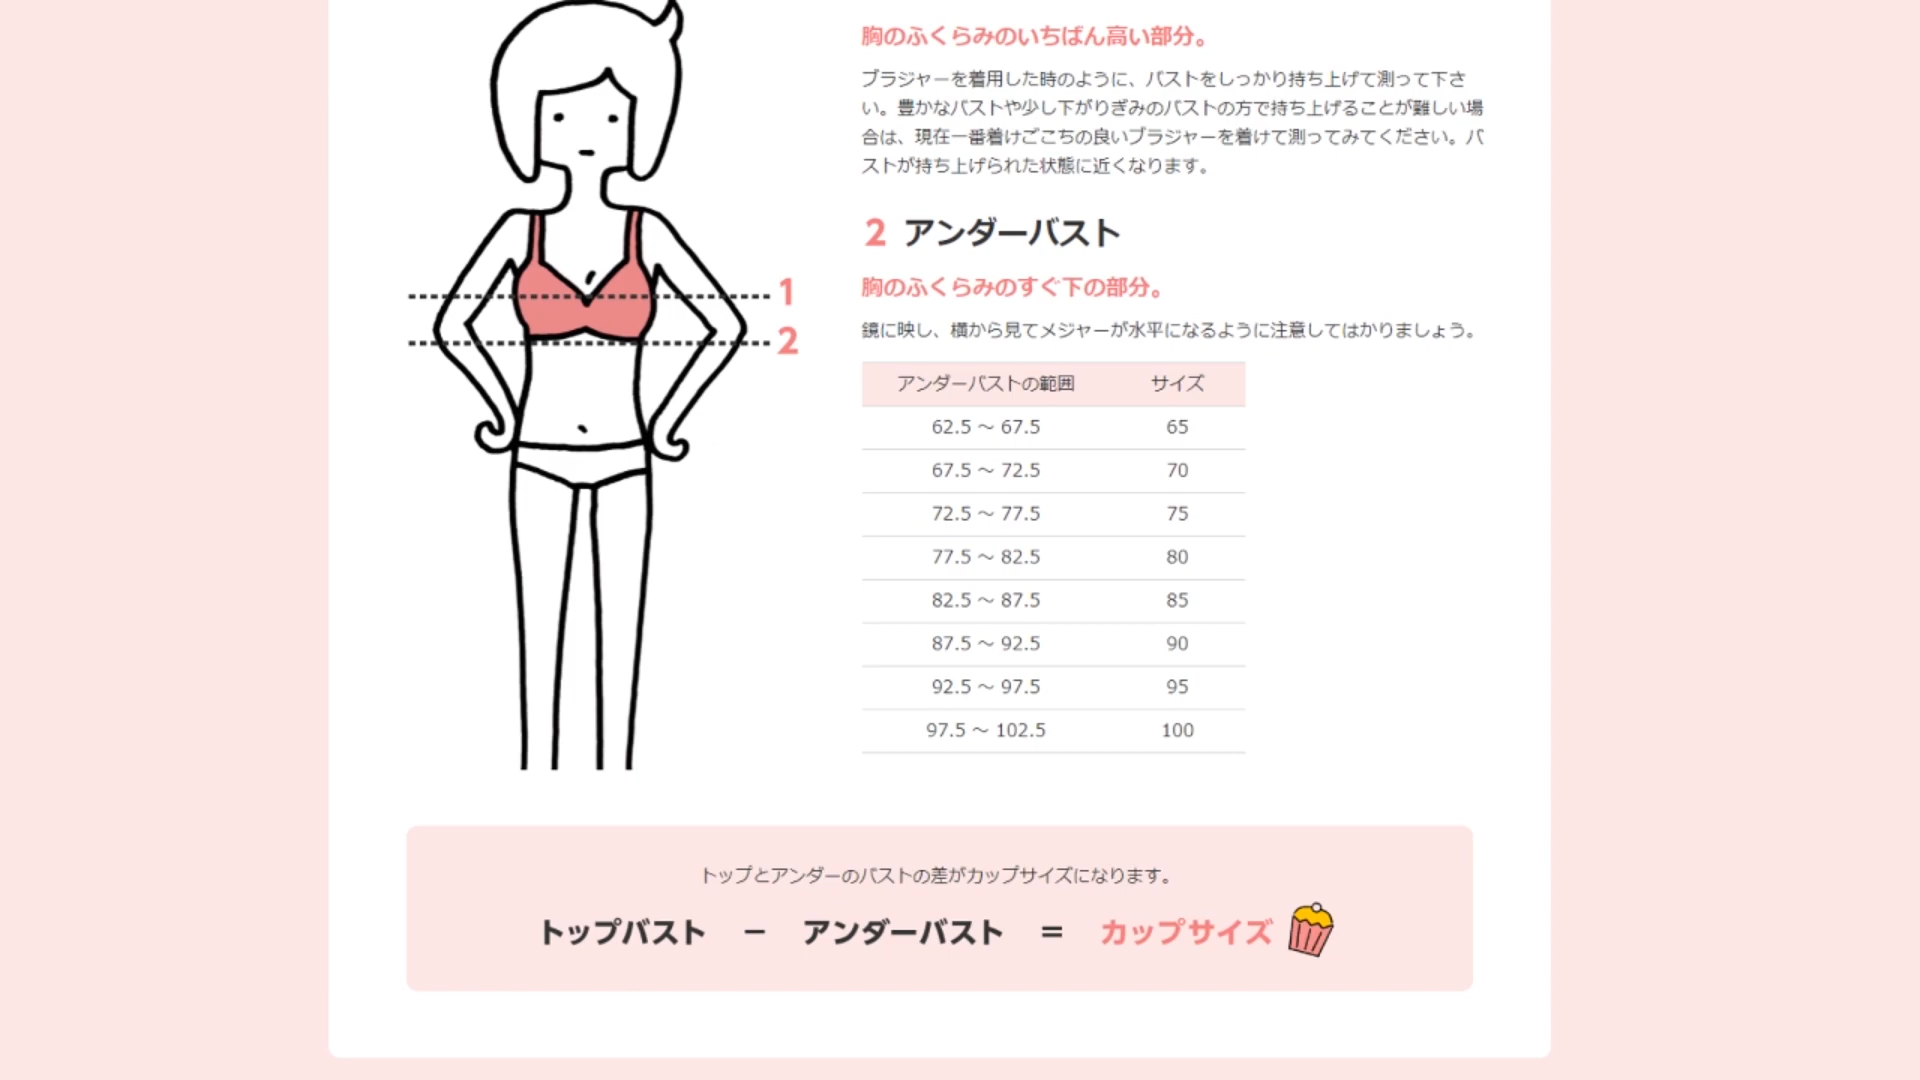 胸のふくらみのいちばん高い部分。
ブラジャーを着用した時のように、バストをしっかり持ち上げて測って下さ
い。豊かなバストや少し下がりぎみのバストの方で持ち上げることが難しい場
合は、現在一番着けごこちの良いブラジャーを着けて測ってみてください。バ
ストが持ち上げられた状態に近くなります。
2 アンダーバスト
胸のふくらみのすぐ下の部分。
鏡に映し、横から見てメジャーが水平になるように注意してはかりましょう。
1
2
アンダーバストの範囲 サイズ
62.5 ～ 67.5 65
67.5 ～ 72.5 70
72.5 ～ 77.5 75
77.5 ～ 82.5 80
82.5 ～ 87.5 85
87.5 ～ 92.5 90
92.5 ～ 97.5 95
97.5 ～ 102.5 100
トップとアンダーのバストの差がカップサイズになります。
トップバスト － アンダーバスト ＝ カップサイズ